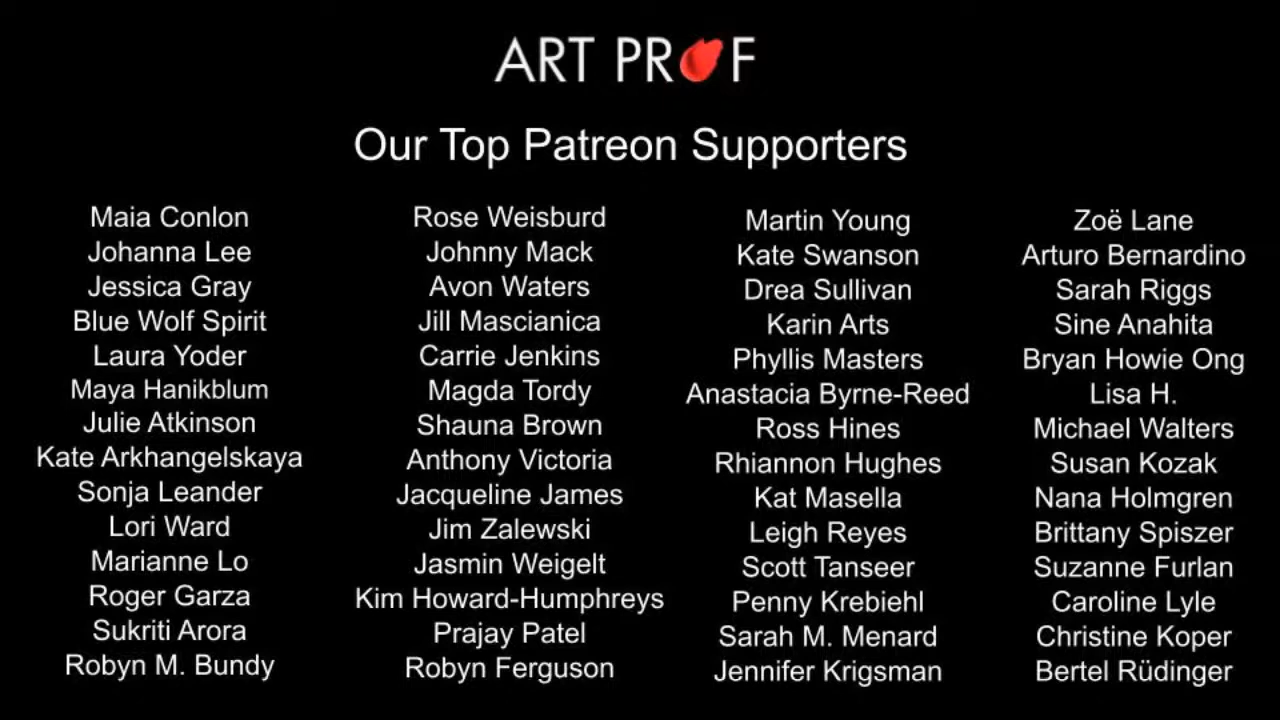 ART PROF
Our Top Patreon Supporters
Maia Conlon
Johanna Lee
Jessica Gray
Blue Wolf Spirit
Laura Yoder
Maya Hanikblum
Julie Atkinson
Kate Arkhangelskaya
Sonja Leander
Lori Ward
Marianne Lo
Roger Garza
Sukriti Arora
Robyn M. Bundy
Rose Weisburd
Johnny Mack
Avon Waters
Jill Mascianica
Carrie Jenkins
Magda Tordy
Shauna Brown
Anthony Victoria
Jacqueline James
Jim Zalewski
Jasmin Weigelt
Kim Howard-Humphreys
Prajay Patel
Robyn Ferguson
Martin Young
Kate Swanson
Drea Sullivan
Karin Arts
Phyllis Masters
Anastacia Byrne-Reed
Ross Hines
Rhiannon Hughes
Kat Masella
Leigh Reyes
Scott Tanseer
Penny Krebiehl
Sarah M. Menard
Jennifer Krigsman
Zoë Lane
Arturo Bernardino
Sarah Riggs
Sine Anahita
Bryan Howie Ong
Lisa H.
Michael Walters
Susan Kozak
Nana Holmgren
Brittany Spiszer
Suzanne Furlan
Caroline Lyle
Christine Koper
Bertel Rüdinger